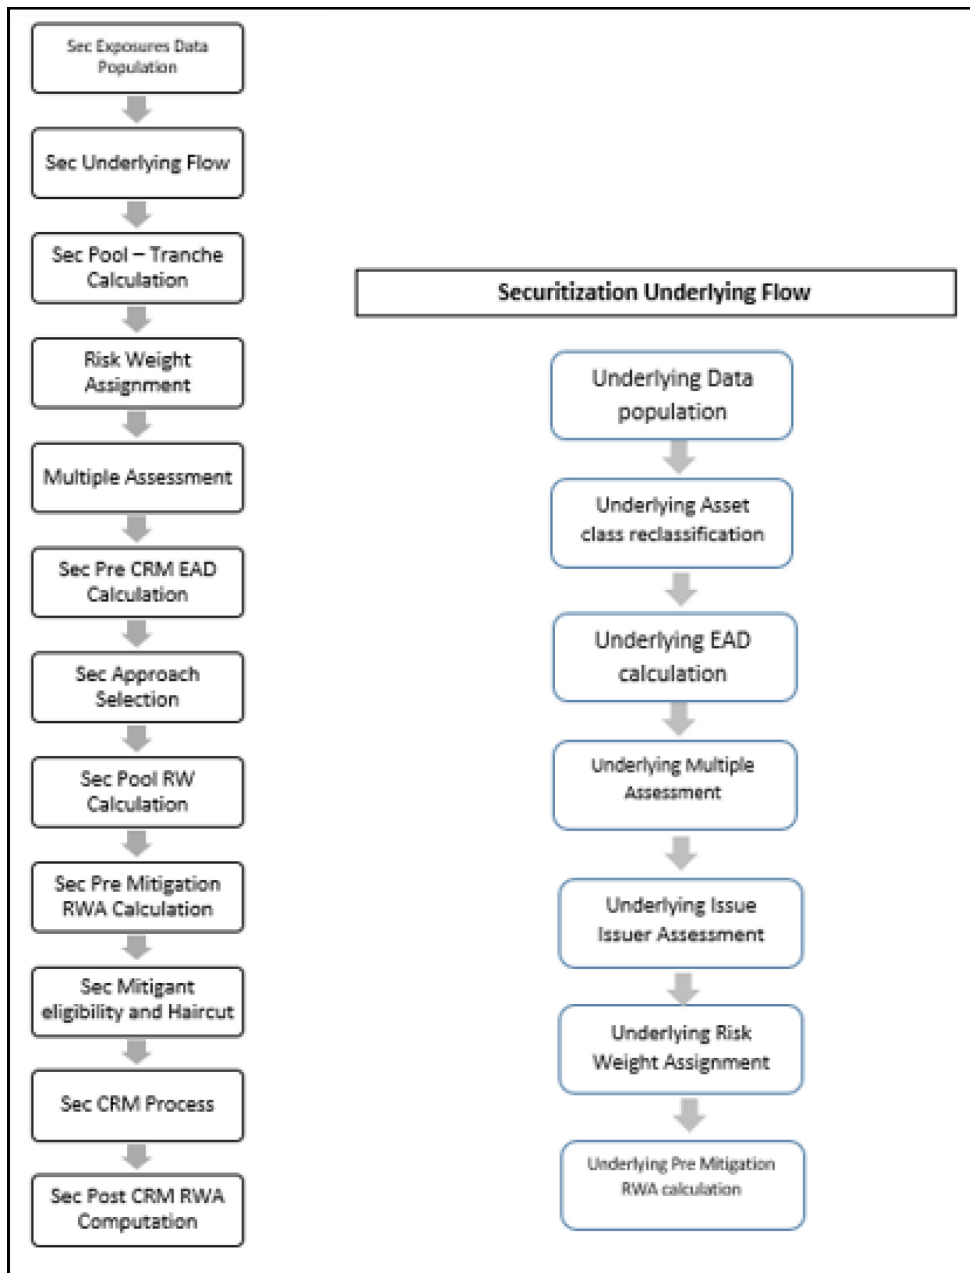 Sec Exposures Data
Population
Sec Underlying Flow
Sec Pool – Tranche
Calculation
Risk Weight
Assignment
Multiple Assessment
Sec Pre CRM EAD
Calculation
Sec Approach
Selection
Sec Pool RW
Calculation
Sec Pre Mitigation
RWA Calculation
Sec Mitigant
eligibility and Haircut
Sec CRM Process
Sec Post CRM RWA
Computation
Securitization Underlying Flow
Underlying Data
population
Underlying Asset
class reclassification
Underlying EAD
calculation
Underlying Multiple
Assessment
Underlying Issue
Issuer Assessment
Underlying Risk
Weight Assignment
Underlying Pre Mitigation
RWA calculation